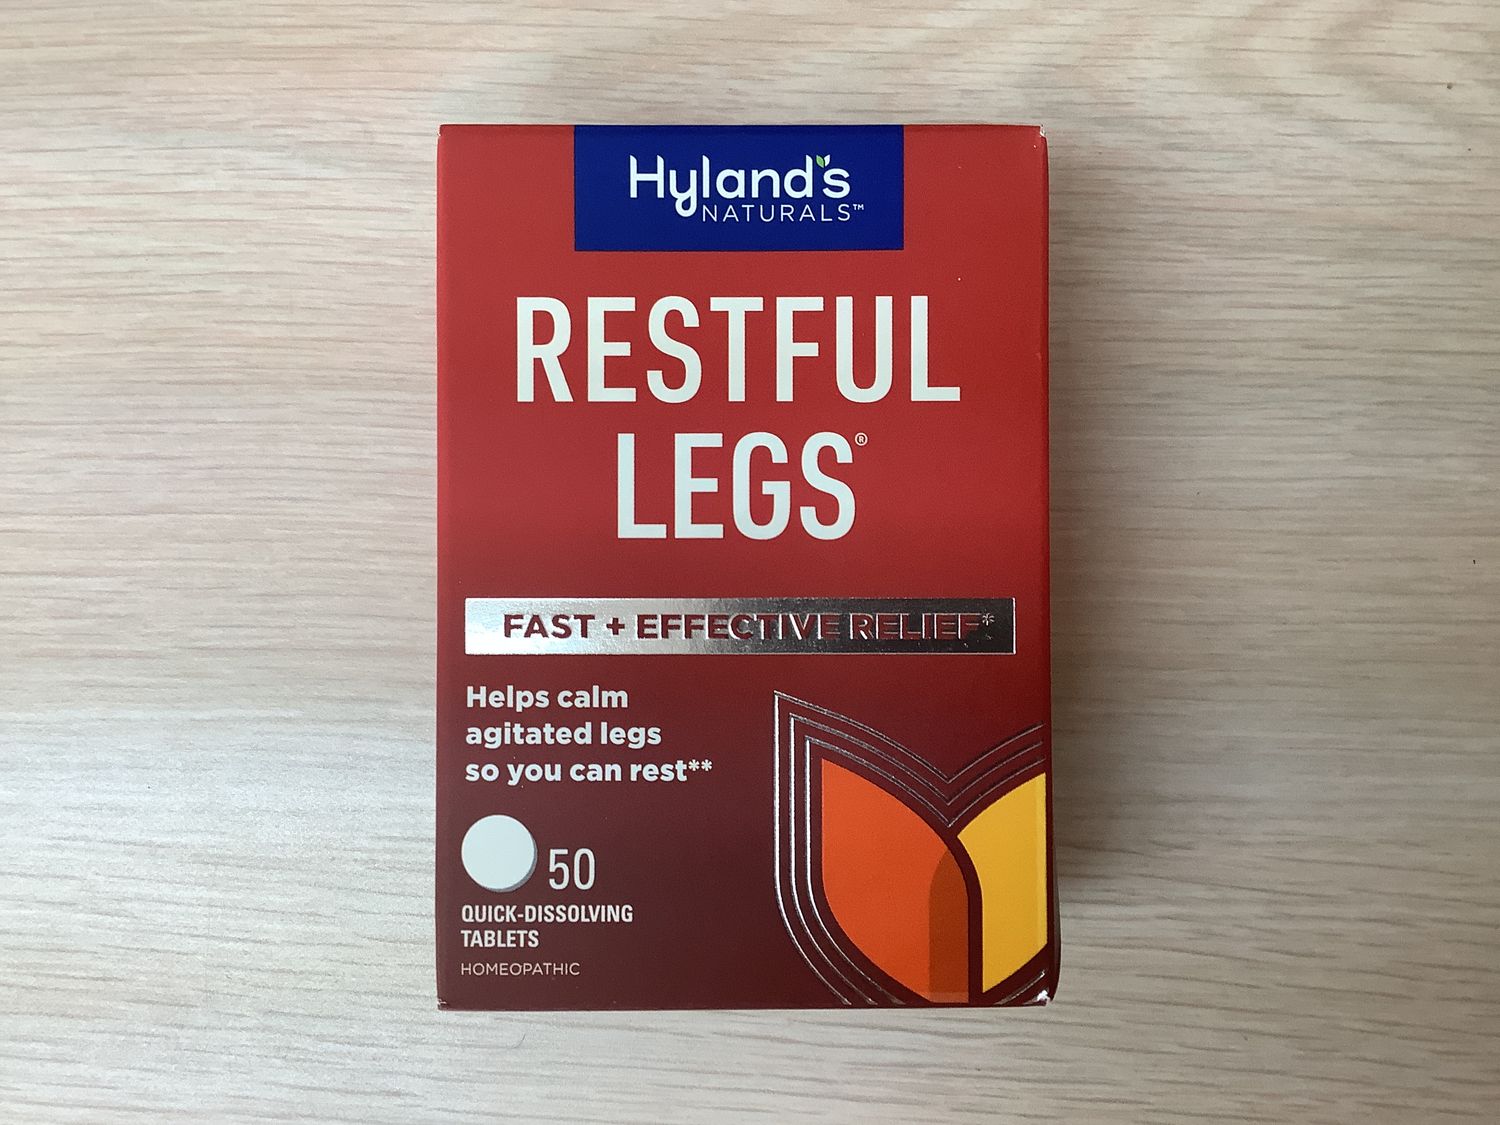 Hyland's
NATURALS™
RESTFUL
LEGS®
FAST + EFFECTIVE RELIEF*
Helps calm
agitated legs
so you can rest**
50
QUICK-DISSOLVING
TABLETS
HOMEOPATHIC